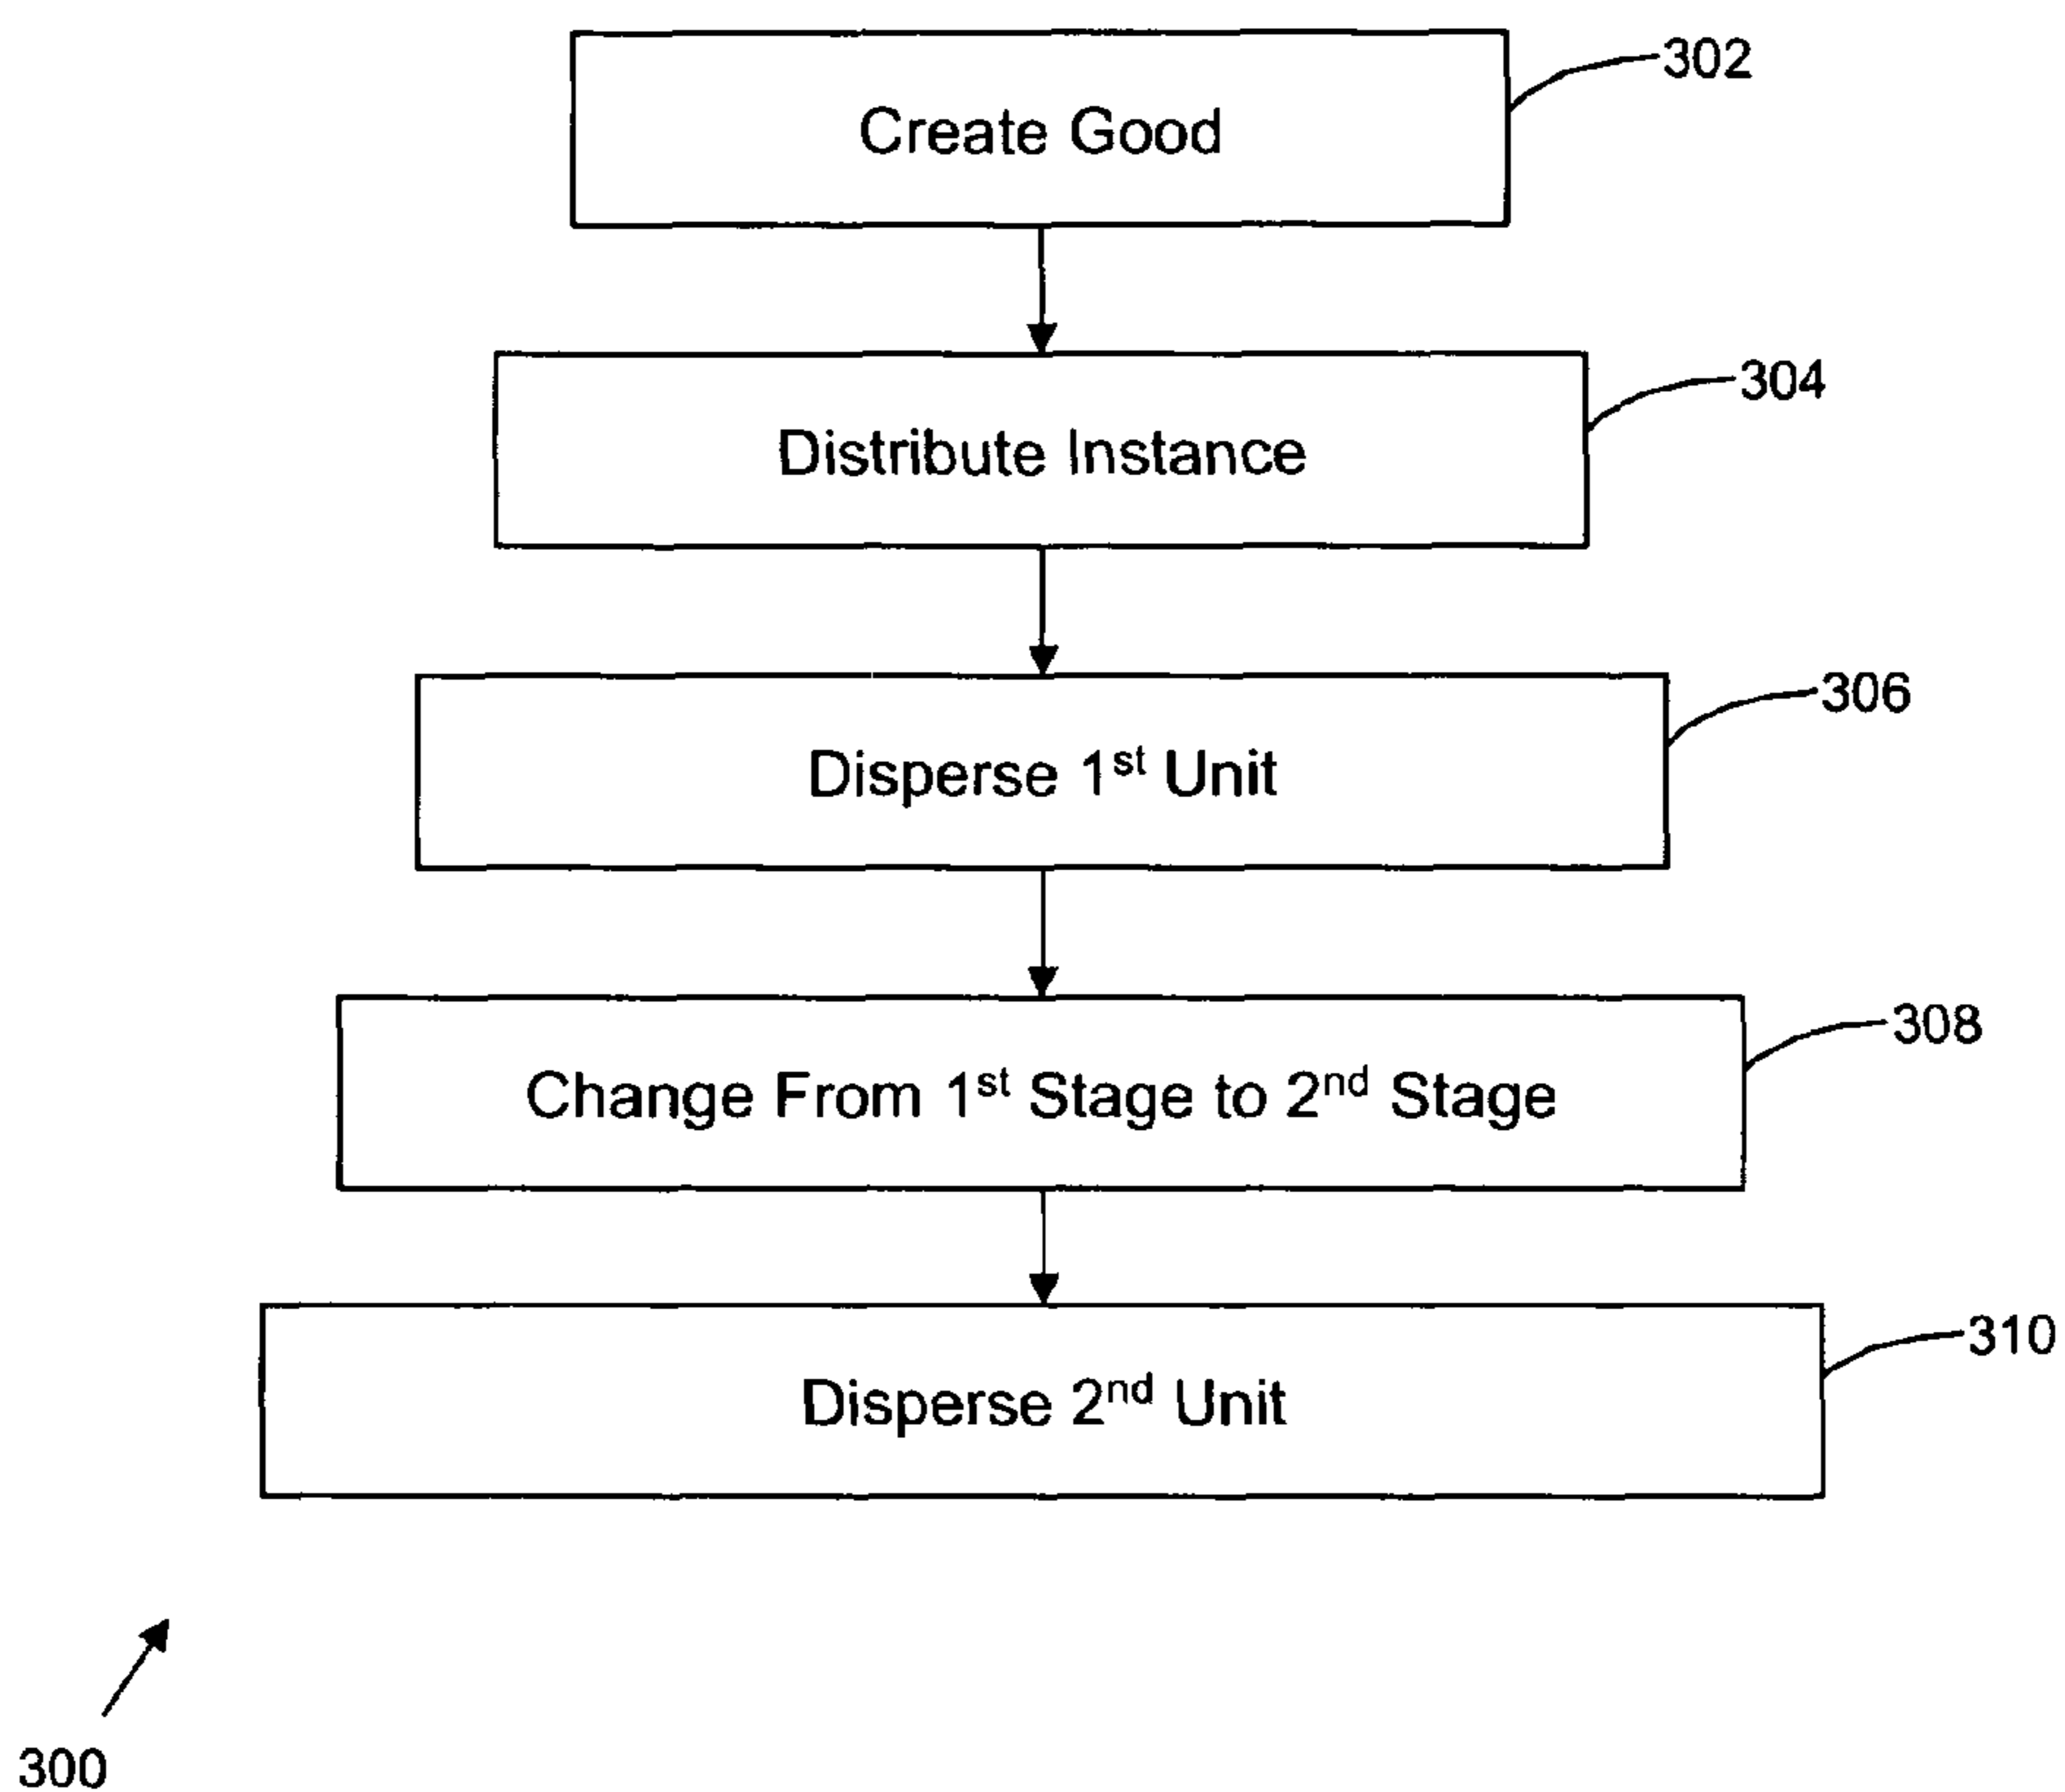 302
Create Good
304
Distribute Instance
306
Disperse 1st Unit
308
Change From 1st Stage to 2nd Stage
310
Disperse 2nd Unit
300